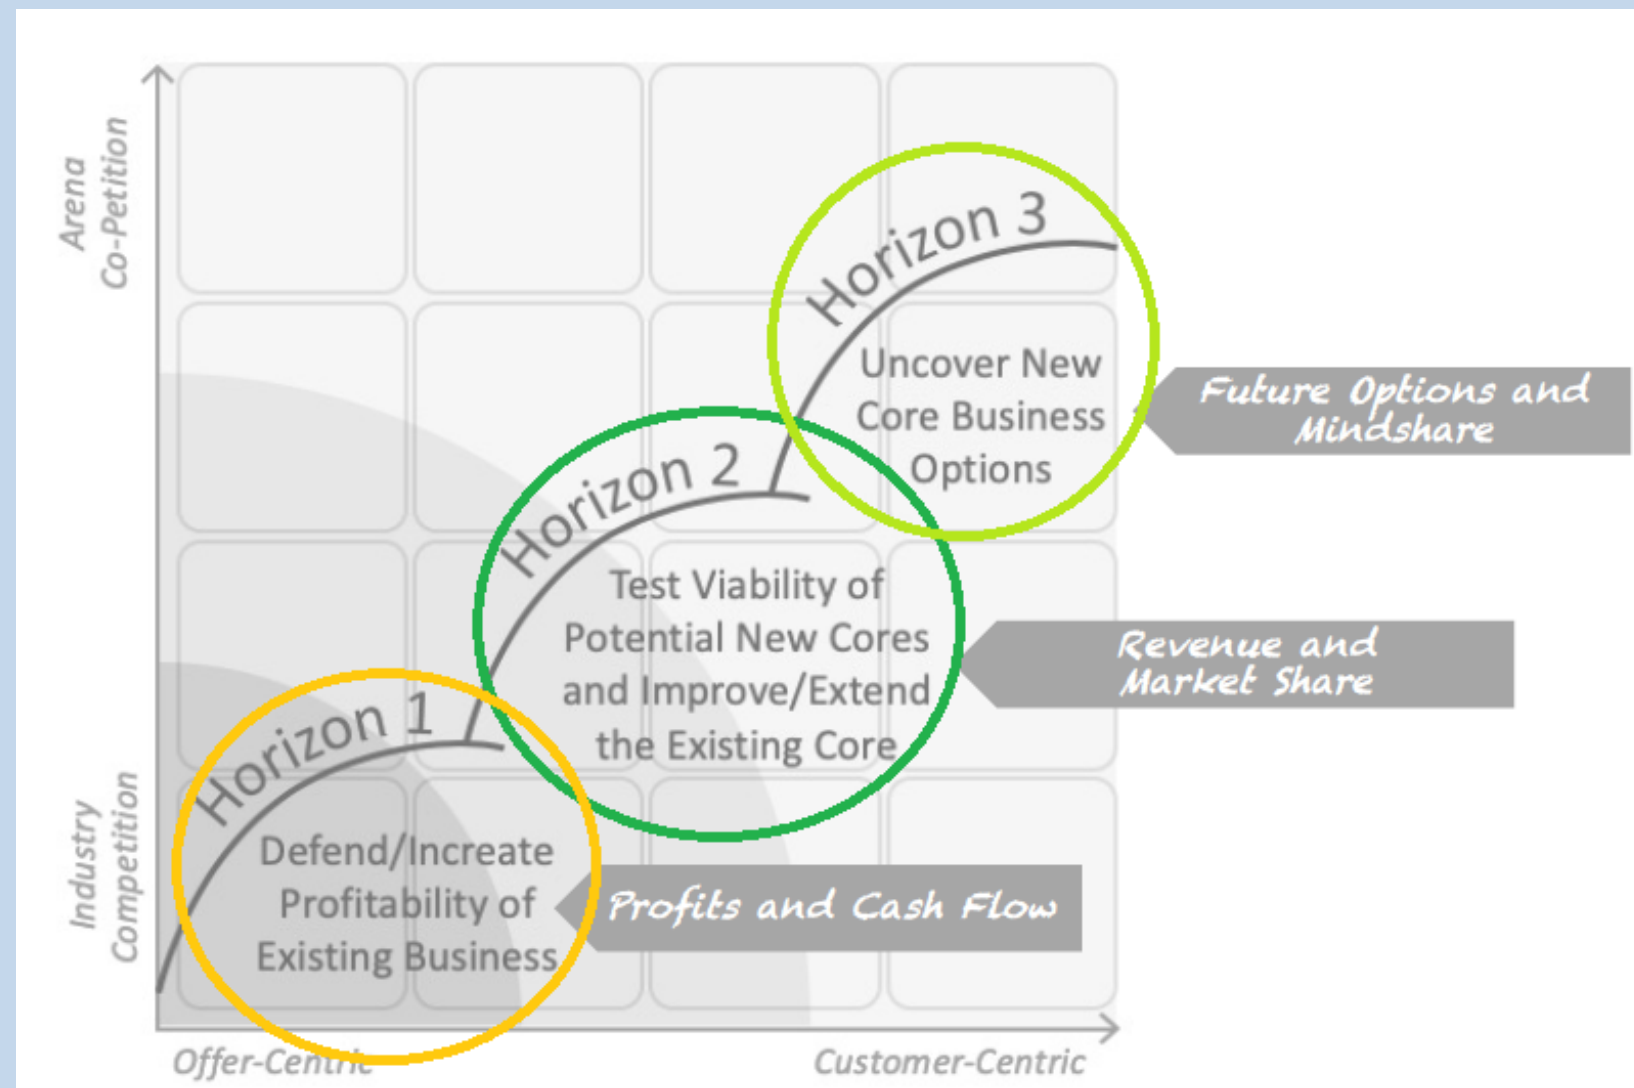 Arena
Co-Petition
Horizon 3
Uncover New
Core Business
Options
Future Options and
Mindshare
Horizon 2
Test Viability of
Potential New Cores
and Improve/Extend
the Existing Core
Revenue and
Market Share
Horizon 1
Industry
Competition
Defend/Increate
Profitability of
Existing Business
Profits and Cash Flow
Offer-Centric
Customer-Centric